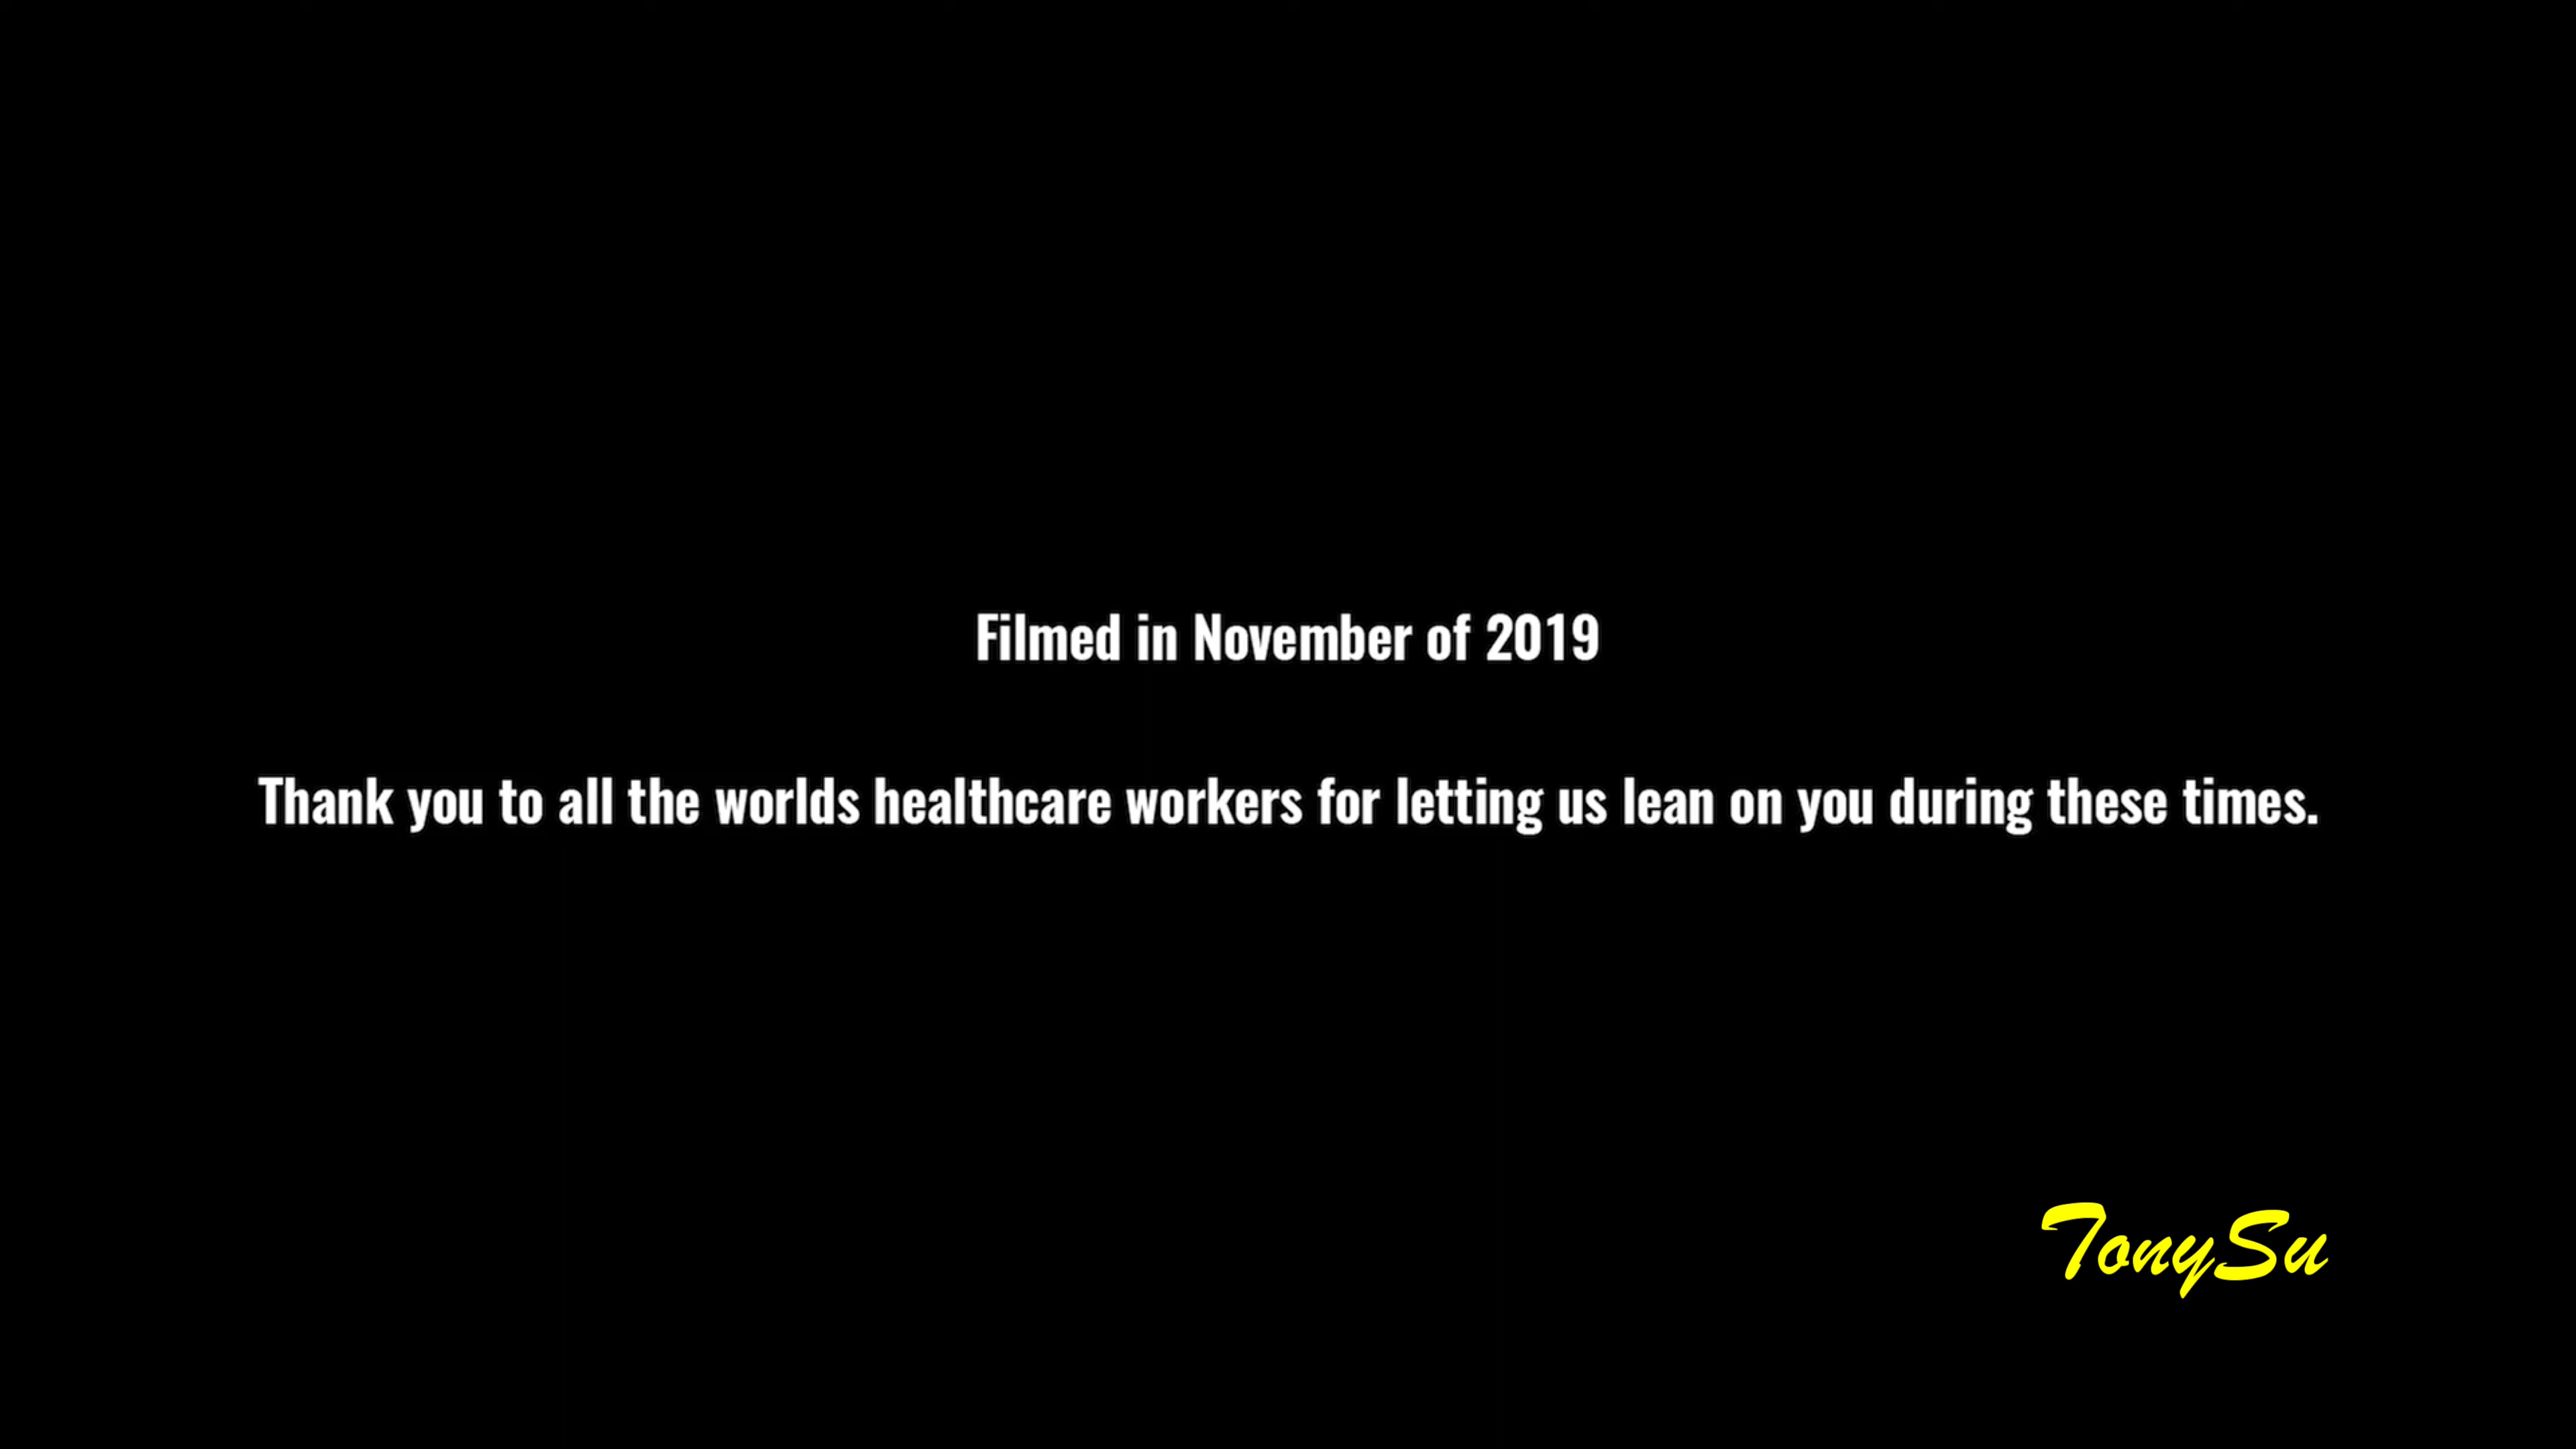 Filmed in November of 2019
Thank you to all the worlds healthcare workers for letting us lean on you during these times.
TonySu